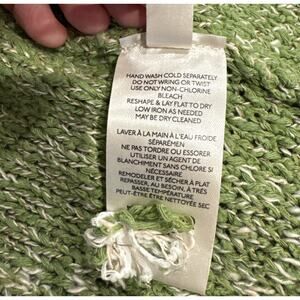 HAND WASH COLD SEPARATELY
DO NOT WRING OR TWIST
USE ONLY NON-CHLORINE
BLEACH
RESHAPE & LAY FLAT TO DRY
LOW IRON AS NEEDED
MAY BE DRY CLEANED
LAVER À LA MAIN À L'EAU FROIDE
SÉPARÉMEN
NE PAS TORDRE OU ESSORER
UTILISER UN AGENT DE
BLANCHIMENT SANS CHLORE SI
NÉCESSAIRE
REMODELER ET SÉCHER À PLAT
REPASSER, AU BESOIN, À TRÈS
BASSE TEMPÉRATURE
PEUT-ÊTRE ÊTRE NETTOYÉE SEC